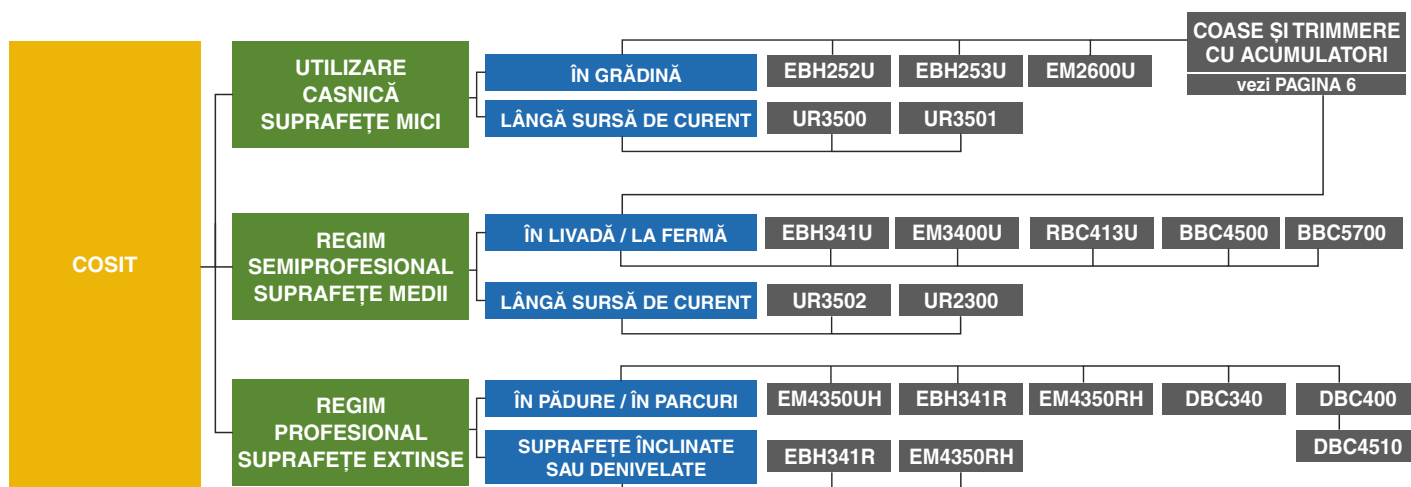 COSIT
UTILIZARE
CASNICĂ
SUPRAFEȚE MICI
ÎN GRĂDINĂ
EBH252U
EBH253U
EM2600U
COASE ȘI TRIMMERE
CU ACUMULATORI
vezi PAGINA 6
LÂNGĂ SURSĂ DE CURENT
UR3500
UR3501
REGIM
SEMIPROFESIONAL
SUPRAFEȚE MEDII
ÎN LIVADĂ / LA FERMĂ
EBH341U
EM3400U
RBC413U
BBC4500
BBC5700
LÂNGĂ SURSĂ DE CURENT
UR3502
UR2300
REGIM
PROFESIONAL
SUPRAFEȚE EXTINSE
ÎN PĂDURE / ÎN PARCURI
EM4350UH
EBH341R
EM4350RH
DBC340
DBC400
DBC4510
SUPRAFEȚE ÎNCLINATE
SAU DENIVELATE
EBH341R
EM4350RH